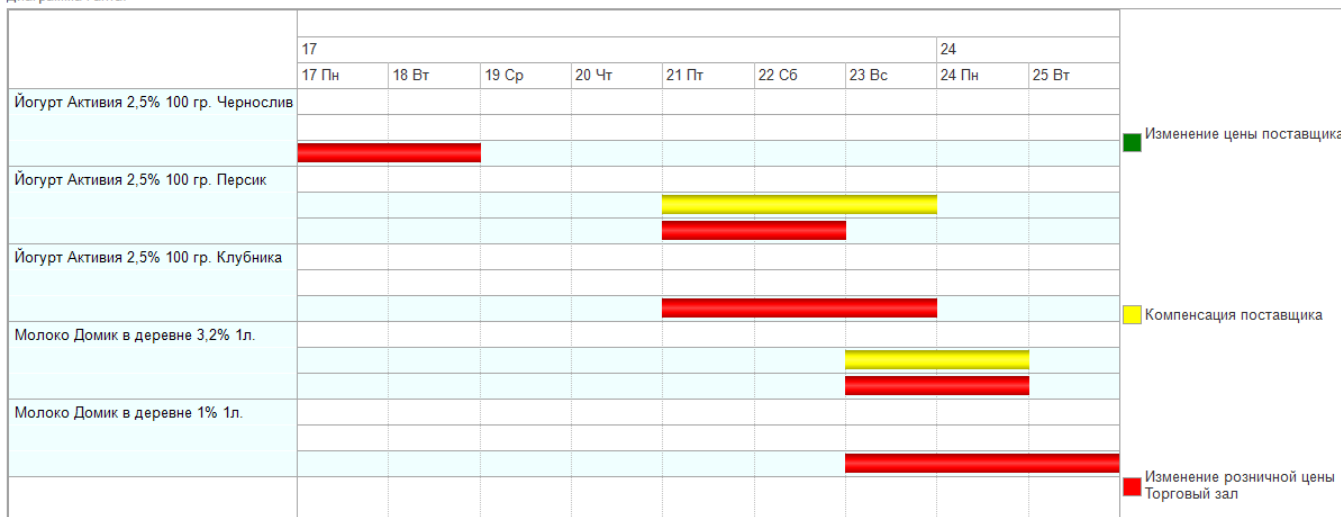 17 24
17 Пн 18 Вт 19 Ср 20 Чт 21 Пт 22 Сб 23 Вс 24 Пн 25 Вт
Йогурт Активия 2,5% 100 гр. Чернослив
Изменение цены поставщика
Йогурт Активия 2,5% 100 гр. Персик
Йогурт Активия 2,5% 100 гр. Клубника
Компенсация поставщика
Молоко Домик в деревне 3,2% 1л.
Молоко Домик в деревне 1% 1л.
Изменение розничной цены
Торговый зал